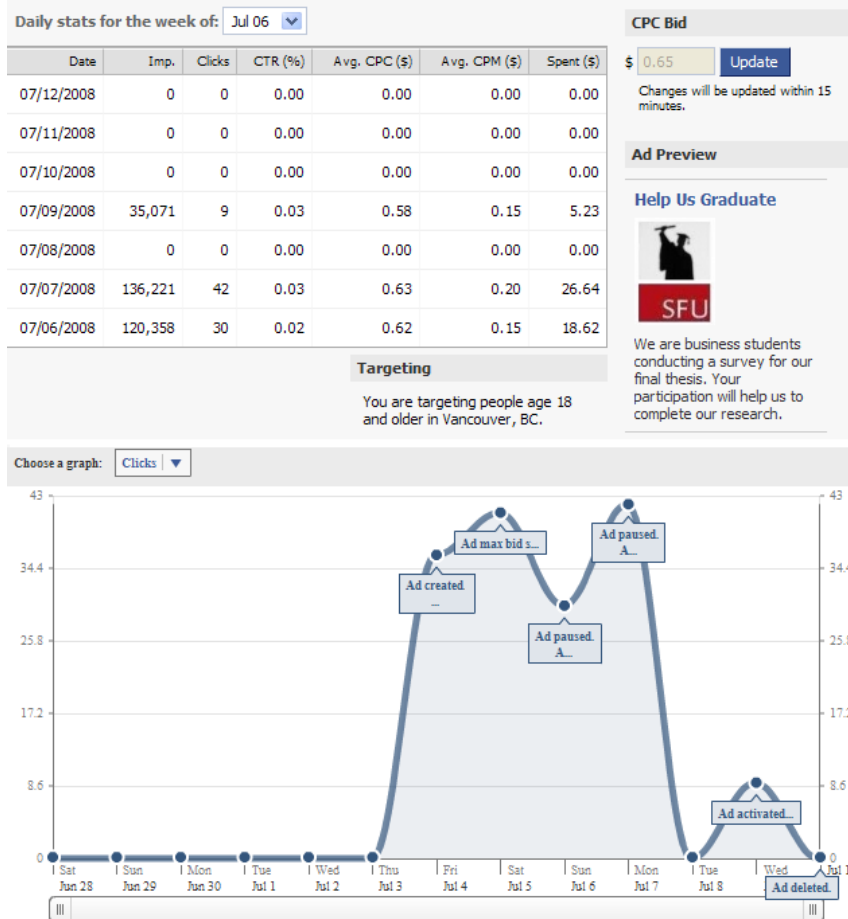 Daily stats for the week of: Jul 06
Date Imp. Clicks CTR (%) Avg. CPC ($) Avg. CPM ($) Spent ($)
07/12/2008 0 0 0.00 0.00 0.00 0.00
07/11/2008 0 0 0.00 0.00 0.00 0.00
07/10/2008 0 0 0.00 0.00 0.00 0.00
07/09/2008 35,071 9 0.03 0.58 0.15 5.23
07/08/2008 0 0 0.00 0.00 0.00 0.00
07/07/2008 136,221 42 0.03 0.63 0.20 26.64
07/06/2008 120,358 30 0.02 0.62 0.15 18.62
Targeting
You are targeting people age 18
and older in Vancouver, BC.
CPC Bid
$ 0.65 Update
Changes will be updated within 15
minutes.
Ad Preview
Help Us Graduate
SFU
We are business students
conducting a survey for our
final thesis. Your
participation will help us to
complete our research.
Choose a graph: Clicks
43 43
34.4 34.4
25.8 25.8
17.2 17.2
8.6 8.6
0 0
Ad created.
...
Ad max bid s...
Ad paused.
A...
Ad paused.
A...
Ad activated...
Ad deleted.
Sat Sun Mon Tue Wed Thu Fri Sat Sun Mon Tue Wed
Jun 28 Jun 29 Jun 30 Jul 1 Jul 2 Jul 3 Jul 4 Jul 5 Jul 6 Jul 7 Jul 8